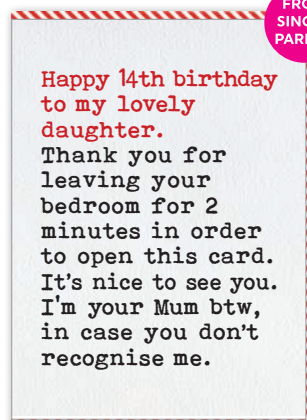 SING
Happy 14th birthday
to my lovely
daughter.
Thank you for
leaving your
bedroom for 2
minutes in order
to open this card.
It's nice to see you.
I'm your Mum btw,
in case you don't
recognise me.